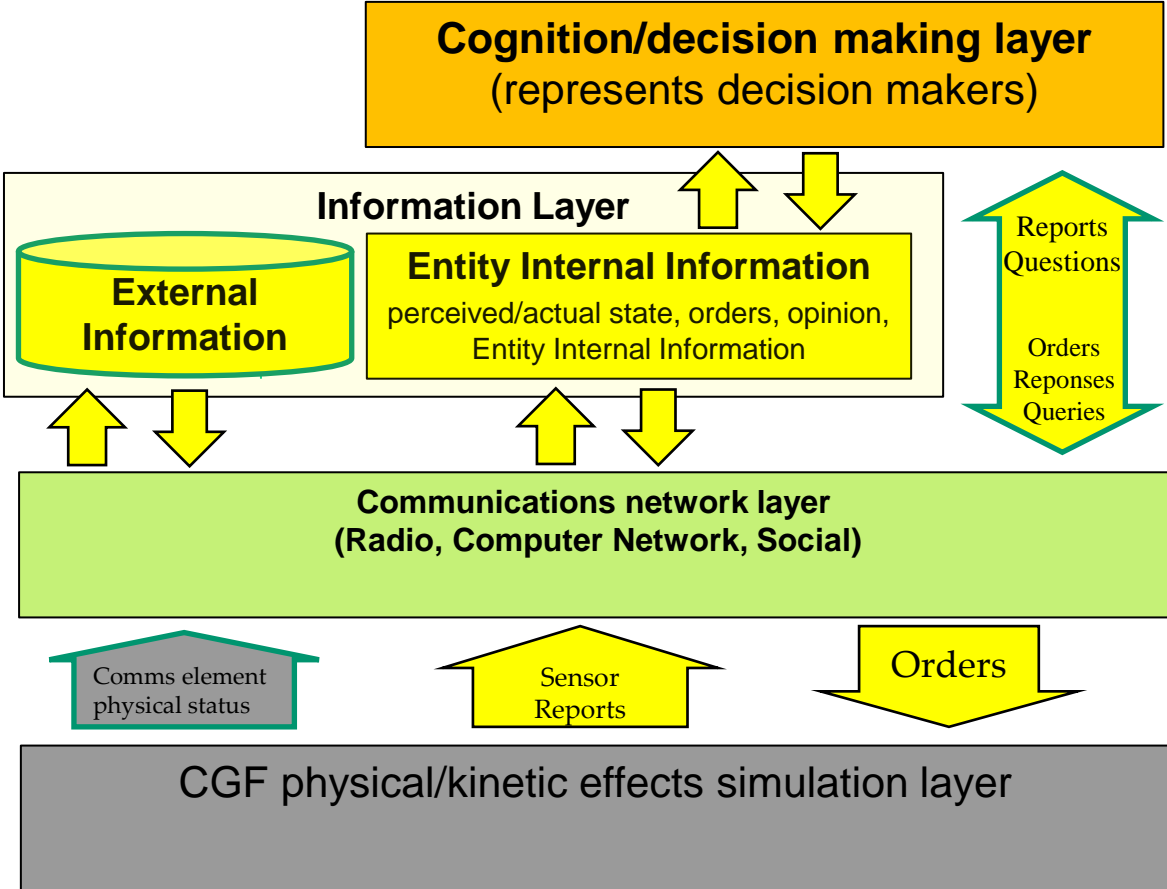 Cognition/decision making layer
(represents decision makers)
Information Layer
External
Information
Entity Internal Information
perceived/actual state, orders, opinion,
Entity Internal Information
Reports
Questions
Orders
Reponses
Queries
Communications network layer
(Radio, Computer Network, Social)
Comms element
physical status
Sensor
Reports
Orders
CGF physical/kinetic effects simulation layer